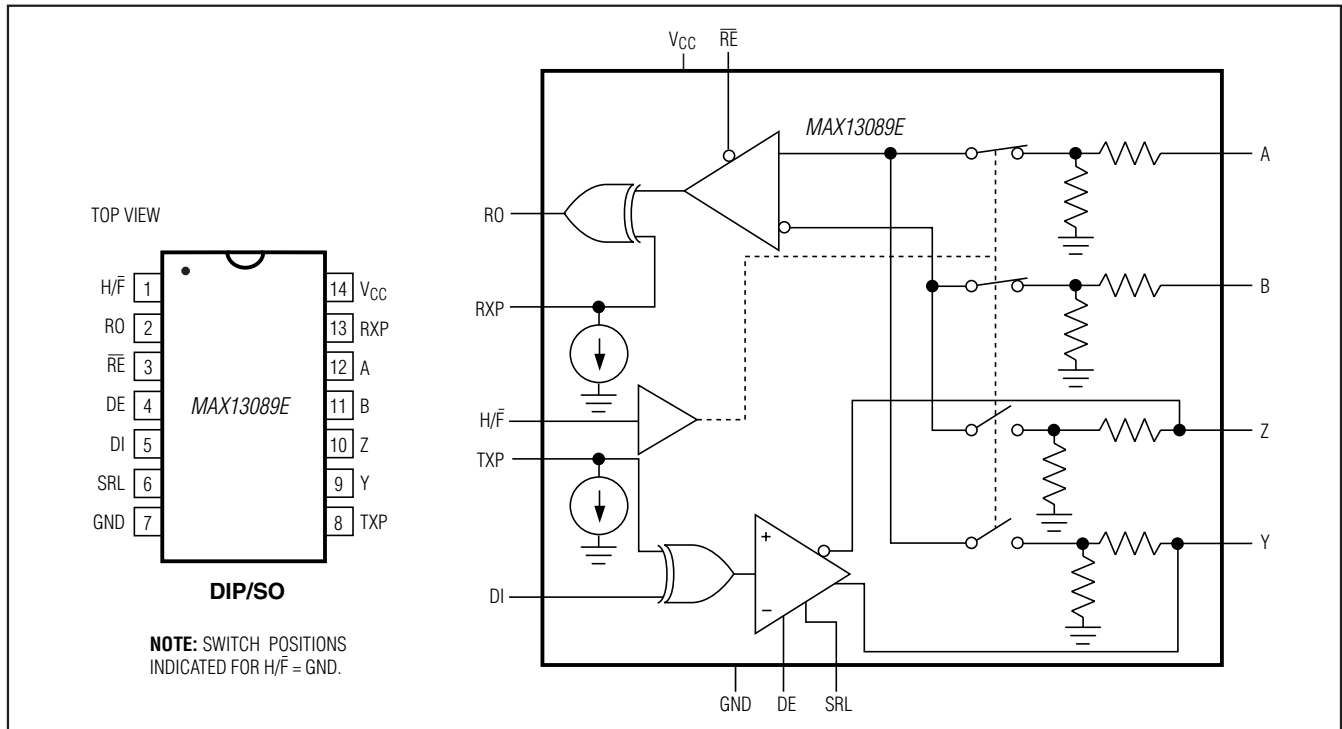 TOP VIEW
H/F̅ 1
RO 2
R̅E̅ 3
DE 4
DI 5
SRL 6
GND 7
MAX13089E
14 VCC
13 RXP
12 A
11 B
10 Z
9 Y
8 TXP
DIP/SO
NOTE: SWITCH POSITIONS
INDICATED FOR H/F̅ = GND.
VCC R̅E̅
MAX13089E
A
RO
B
RXP
H/F̅
Z
TXP
+
Y
DI
−
GND DE SRL